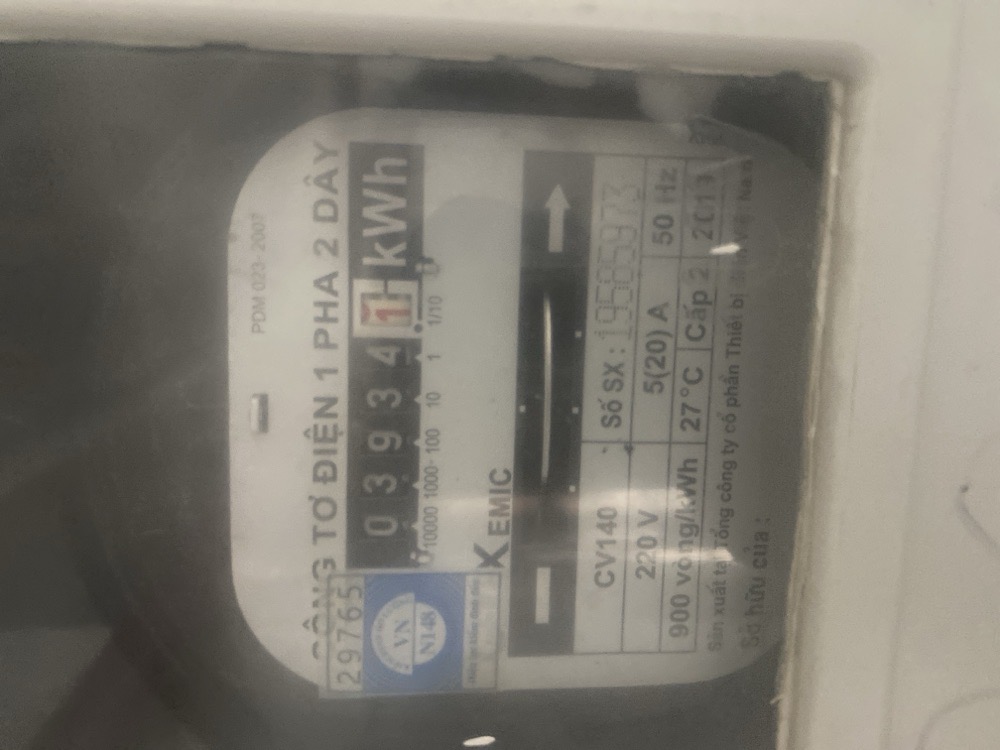 PDM 023-2007
CÔNG TƠ ĐIỆN 1 PHA 2 DÂY
29765
0 3 9 3 4 1 kWh
10000 1000 100 10 1 1/10
VN
N148
EMIC
CV140 Số SX : 19685973
220 V 5(20) A 50 Hz
900 vòng/kWh 27°C Cấp 2
Sản xuất tại Tổng công ty cổ phần Thiết bị
Sở hữu của :